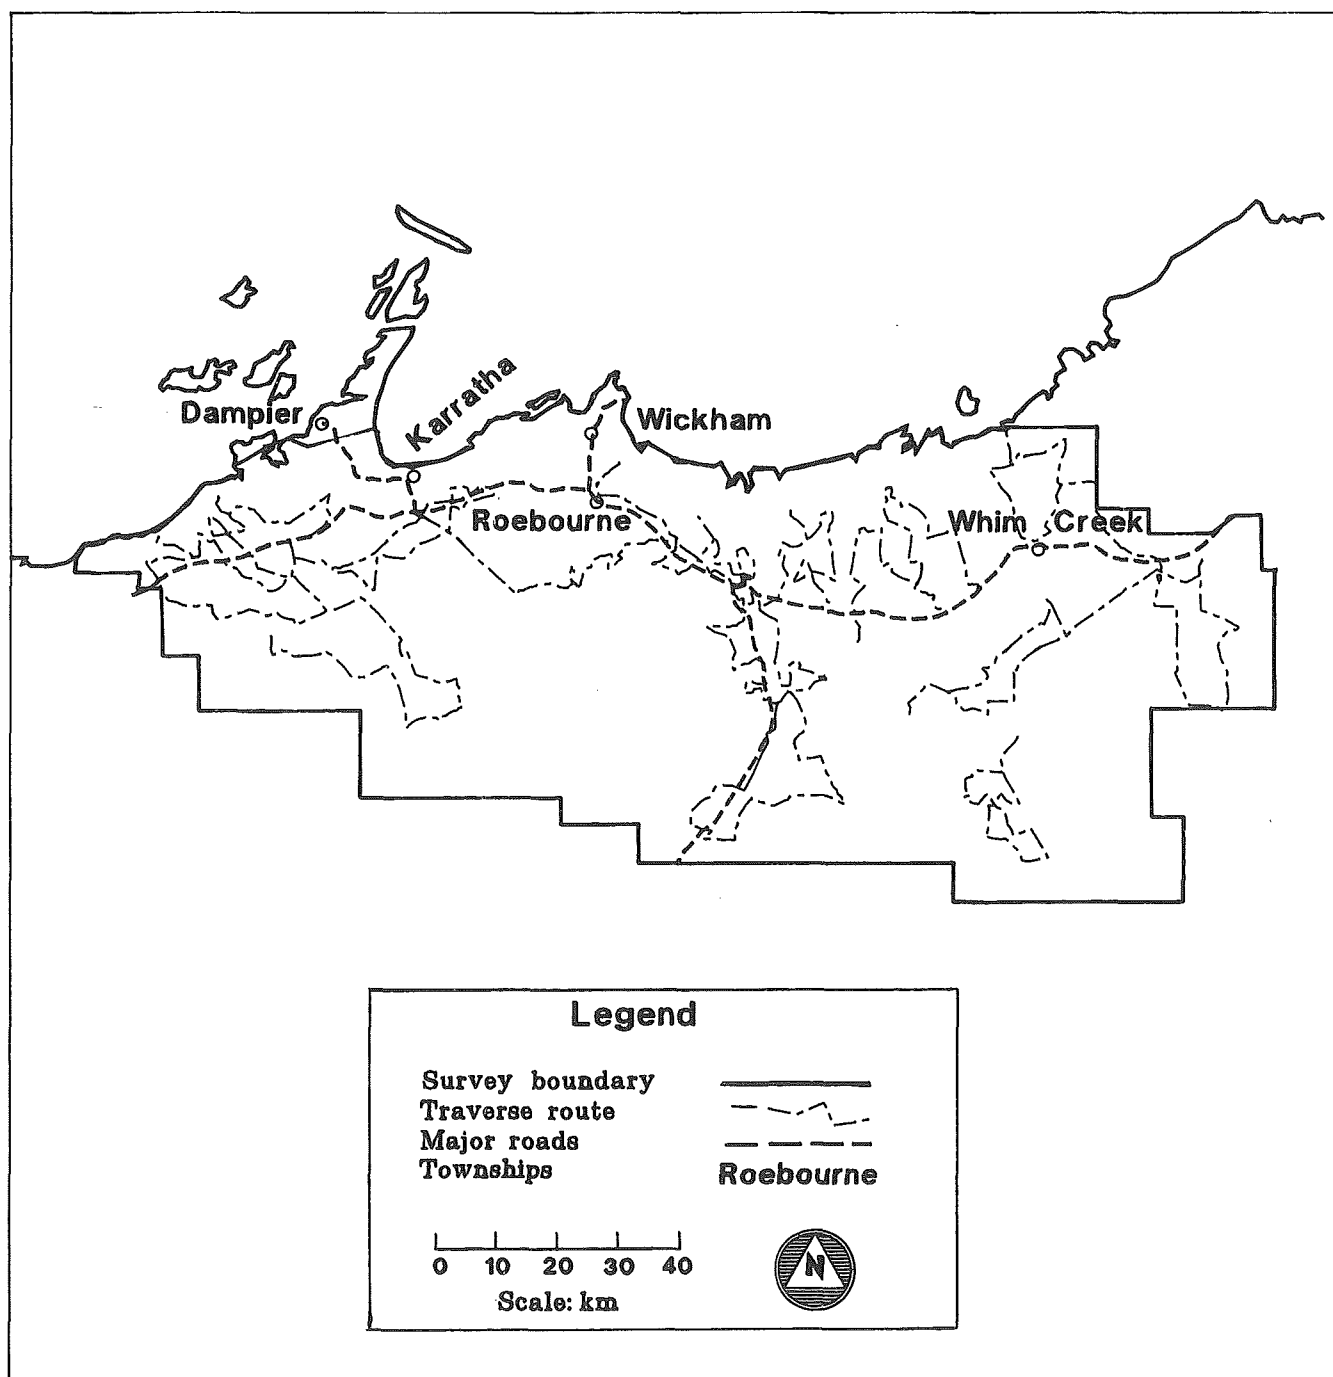 Dampier
Karratha
Wickham
Roebourne
Whim Creek
Legend
Survey boundary
Traverse route
Major roads
Townships
Roebourne
0 10 20 30 40
Scale: km
N